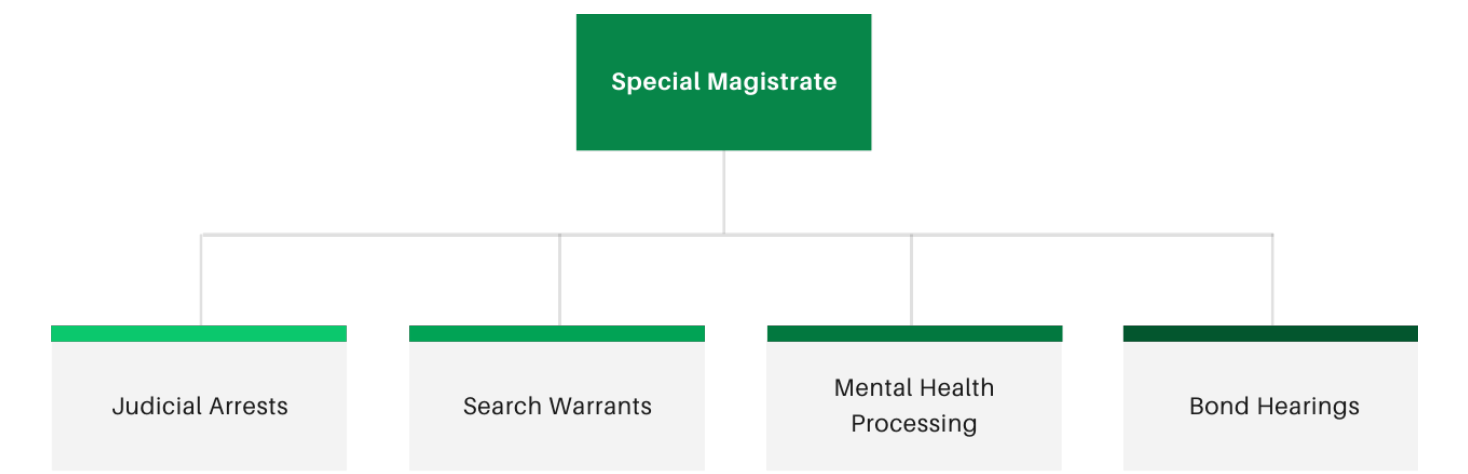 Special Magistrate
Judicial Arrests
Search Warrants
Mental Health
Processing
Bond Hearings